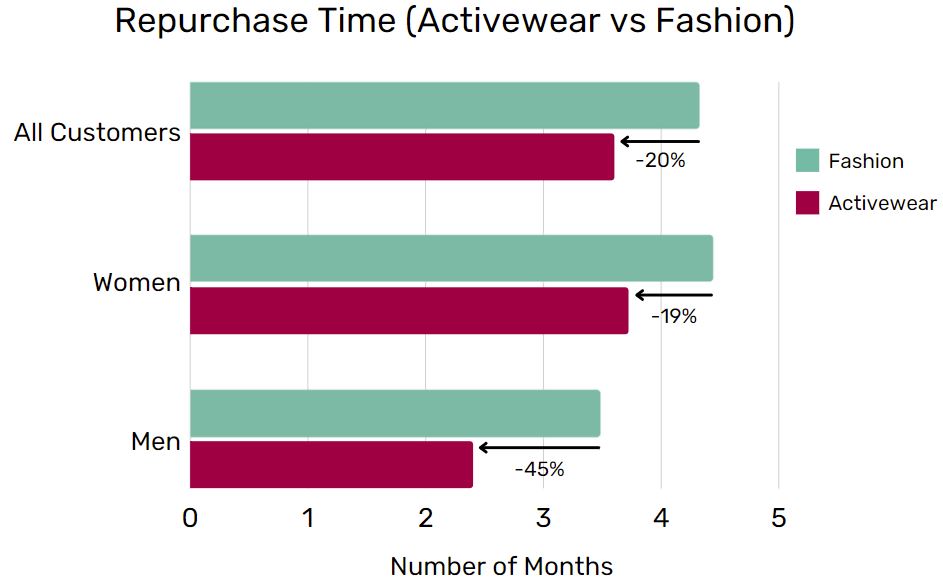 Repurchase Time (Activewear vs Fashion)
All Customers
-20%
Fashion
Activewear
Women
-19%
Men
-45%
0 1 2 3 4 5
Number of Months